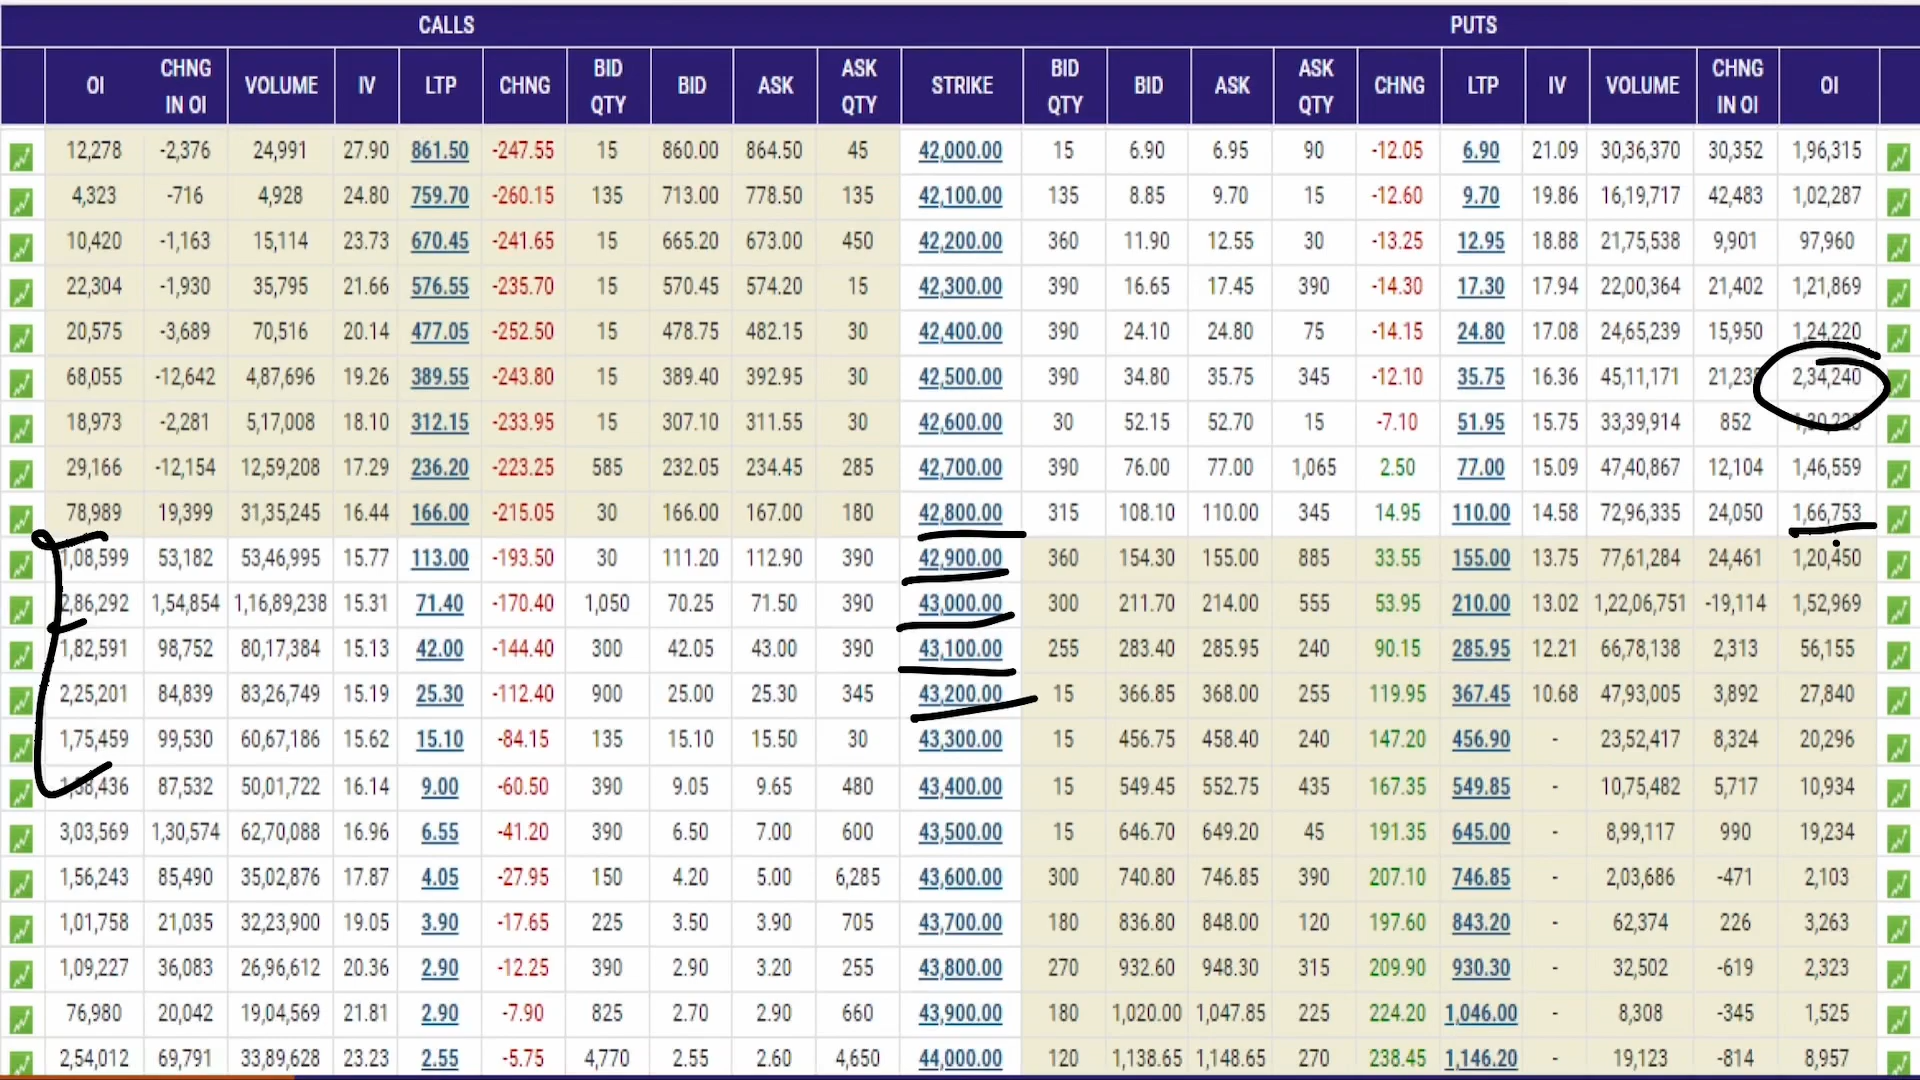 CALLS PUTS
OI CHNG IN OI VOLUME IV LTP CHNG BID QTY BID ASK ASK QTY STRIKE BID QTY BID ASK ASK QTY CHNG LTP IV VOLUME CHNG IN OI OI
12,278 -2,376 24,991 27.90 861.50 -247.55 15 860.00 864.50 45 42,000.00 15 6.90 6.95 90 -12.05 6.90 21.09 30,36,370 30,352 1,96,315
4,323 -716 4,928 24.80 759.70 -260.15 135 713.00 778.50 135 42,100.00 135 8.85 9.70 15 -12.60 9.70 19.86 16,19,717 42,483 1,02,287
10,420 -1,163 15,114 23.73 670.45 -241.65 15 665.20 673.00 450 42,200.00 360 11.90 12.55 30 -13.25 12.95 18.88 21,75,538 9,901 97,960
22,304 -1,930 35,795 21.66 576.55 -235.70 15 570.45 574.20 15 42,300.00 390 16.65 17.45 390 -14.30 17.30 17.94 22,00,364 21,402 1,21,869
20,575 -3,689 70,516 20.14 477.05 -252.50 15 478.75 482.15 30 42,400.00 390 24.10 24.80 75 -14.15 24.80 17.08 24,65,239 15,950 1,24,220
68,055 -12,642 4,87,696 19.26 389.55 -243.80 15 389.40 392.95 30 42,500.00 390 34.80 35.75 345 -12.10 35.75 16.36 45,11,171 2,34,240
18,973 -2,281 5,17,008 18.10 312.15 -233.95 15 307.10 311.55 30 42,600.00 30 52.15 52.70 15 -7.10 51.95 15.75 33,39,914 852
29,166 -12,154 12,59,208 17.29 236.20 -223.25 585 232.05 234.45 285 42,700.00 390 76.00 77.00 1,065 2.50 77.00 15.09 47,40,867 12,104 1,46,559
78,989 19,399 31,35,245 16.44 166.00 -215.05 30 166.00 167.00 180 42,800.00 315 108.10 110.00 345 14.95 110.00 14.58 72,96,335 24,050 1,66,753
1,08,599 53,182 53,46,995 15.77 113.00 -193.50 30 111.20 112.90 390 42,900.00 360 154.30 155.00 885 33.55 155.00 13.75 77,61,284 24,461 1,20,450
2,86,292 1,54,854 1,16,89,238 15.31 71.40 -170.40 1,050 70.25 71.50 390 43,000.00 300 211.70 214.00 555 53.95 210.00 13.02 1,22,06,751 -19,114 1,52,969
1,82,591 98,752 80,17,384 15.13 42.00 -144.40 300 42.05 43.00 390 43,100.00 255 283.40 285.95 240 90.15 285.95 12.21 66,78,138 2,313 56,155
2,25,201 84,839 83,26,749 15.19 25.30 -112.40 900 25.00 25.30 345 43,200.00 15 366.85 368.00 255 119.95 367.45 10.68 47,93,005 3,892 27,840
1,75,459 99,530 60,67,186 15.62 15.10 -84.15 135 15.10 15.50 30 43,300.00 15 456.75 458.40 240 147.20 456.90 - 23,52,417 8,324 20,296
87,532 50,01,722 16.14 9.00 -60.50 390 9.05 9.65 480 43,400.00 15 549.45 552.75 435 167.35 549.85 - 10,75,482 5,717 10,934
3,03,569 1,30,574 62,70,088 16.96 6.55 -41.20 390 6.50 7.00 600 43,500.00 15 646.70 649.20 45 191.35 645.00 - 8,99,117 990 19,234
1,56,243 85,490 35,02,876 17.87 4.05 -27.95 150 4.20 5.00 6,285 43,600.00 300 740.80 746.85 390 207.10 746.85 - 2,03,686 -471 2,103
1,01,758 21,035 32,23,900 19.05 3.90 -17.65 225 3.50 3.90 705 43,700.00 180 836.80 848.00 120 197.60 843.20 - 62,374 226 3,263
1,09,227 36,083 26,96,612 20.36 2.90 -12.25 390 2.90 3.20 255 43,800.00 270 932.60 948.30 315 209.90 930.30 - 32,502 -619 2,323
76,980 20,042 19,04,569 21.81 2.90 -7.90 825 2.70 2.90 660 43,900.00 180 1,020.00 1,047.85 225 224.20 1,046.00 - 8,308 -345 1,525
2,54,012 69,791 33,89,628 23.23 2.55 -5.75 4,770 2.55 2.60 4,650 44,000.00 120 1,138.65 1,148.65 270 238.45 1,146.20 - 19,123 -814 8,957